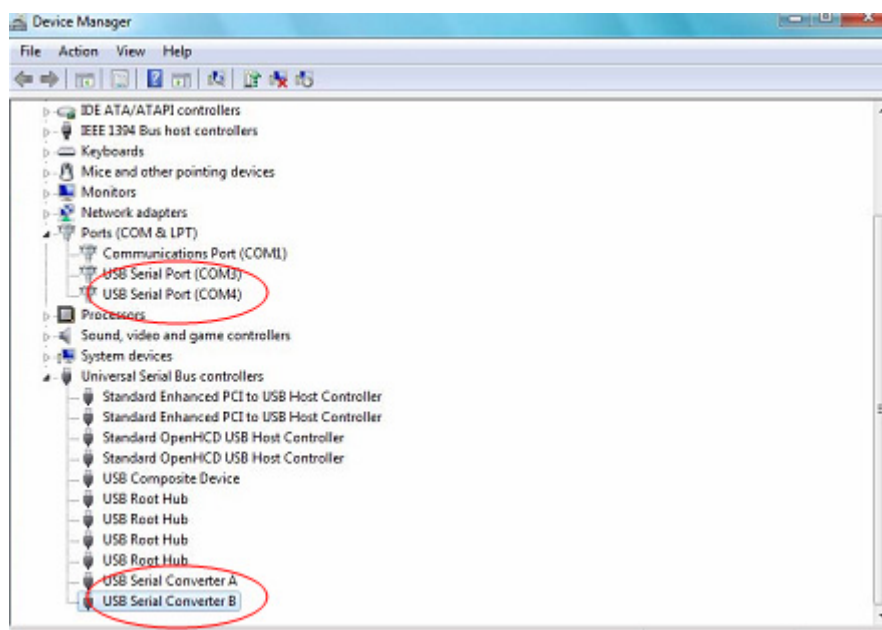 Device Manager
File Action View Help
IDE ATA/ATAPI controllers
IEEE 1394 Bus host controllers
Keyboards
Mice and other pointing devices
Monitors
Network adapters
Ports (COM & LPT)
Communications Port (COM1)
USB Serial Port (COM3)
USB Serial Port (COM4)
Processors
Sound, video and game controllers
System devices
Universal Serial Bus controllers
Standard Enhanced PCI to USB Host Controller
Standard Enhanced PCI to USB Host Controller
Standard OpenHCD USB Host Controller
Standard OpenHCD USB Host Controller
USB Composite Device
USB Root Hub
USB Root Hub
USB Root Hub
USB Root Hub
USB Serial Converter A
USB Serial Converter B